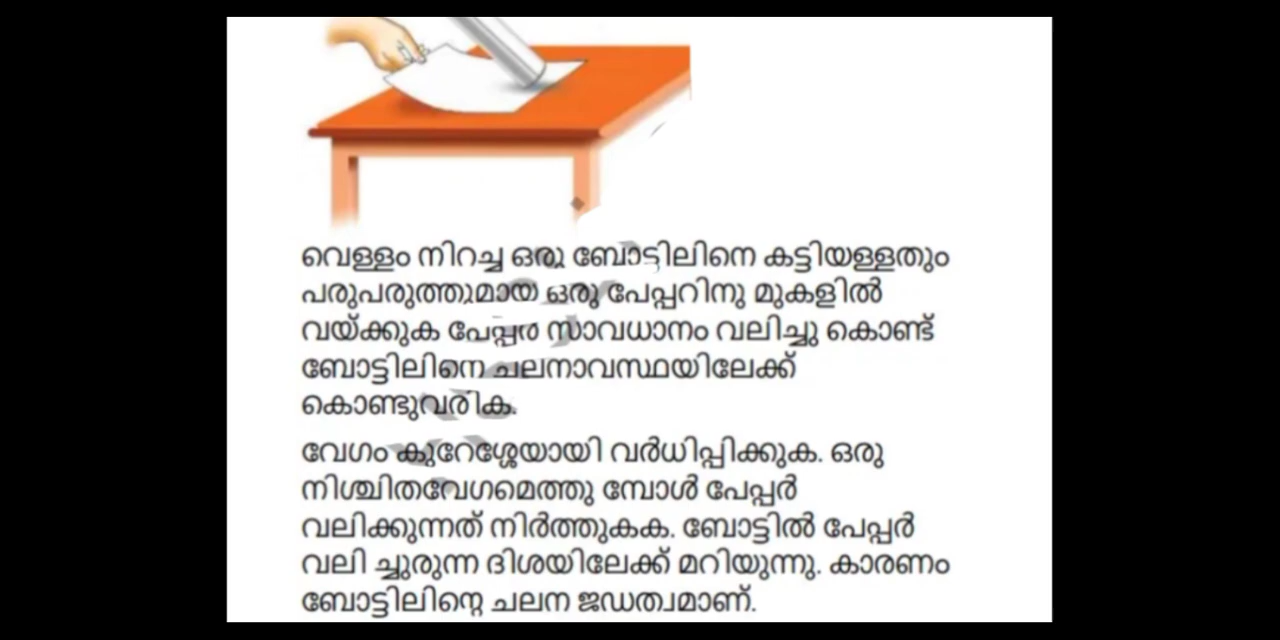 വെള്ളം നിറച്ച ഒരു ബോട്ടിലിനെ കട്ടിയള്ളതും
പരുപരുത്തുമായ ഒരു പേപ്പറിനു മുകളിൽ
വയ്ക്കുക പേപ്പർ സാവധാനം വലിച്ചു കൊണ്ട്
ബോട്ടിലിനെ ചലനാവസ്ഥയിലേക്ക്
കൊണ്ടുവരിക.
വേഗം കുറേശ്ശേയായി വർധിപ്പിക്കുക. ഒരു
നിശ്ചിതവേഗമെത്തു മ്പോൾ പേപ്പർ
വലിക്കുന്നത് നിർത്തുകക. ബോട്ടിൽ പേപ്പർ
വലി ച്ചുരുന്ന ദിശയിലേക്ക് മറിയുന്നു. കാരണം
ബോട്ടിലിന്റെ ചലന ജഡത്വമാണ്.